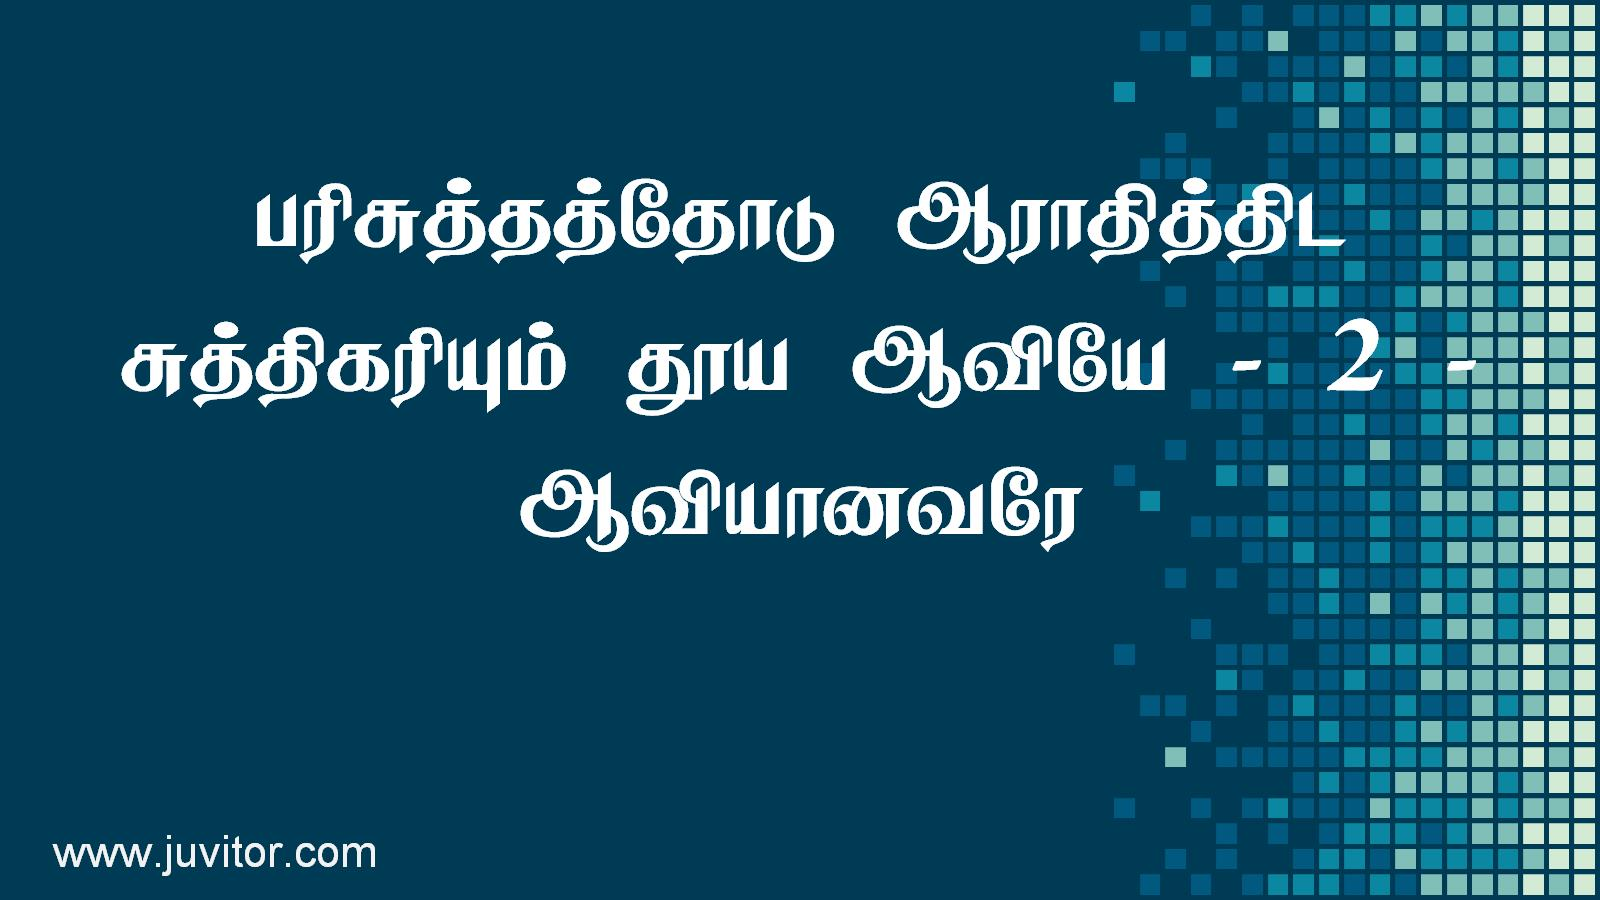 பரிசுத்தத்தோடு ஆராதித்திட
சுத்திகரியும் தூய ஆவியே - 2 -
ஆவியானவரே
www.juvitor.com